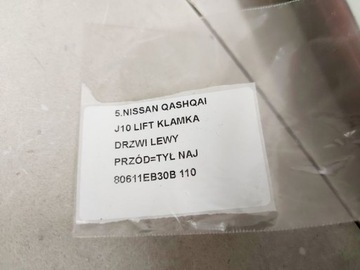 5.NISSAN QASHQAI
J10 LIFT KLAMKA
DRZWI LEWY
PRZÓD=TYŁ NAJ
80611EB30B 110